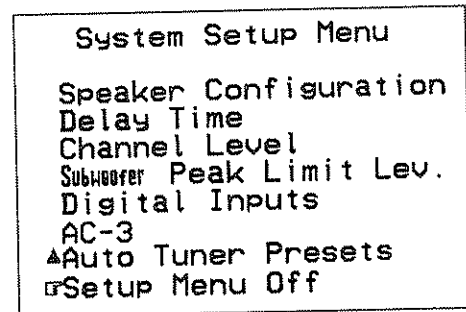 System Setup Menu
Speaker Configuration
Delay Time
Channel Level
Subwoofer Peak Limit Lev.
Digital Inputs
AC-3
▲Auto Tuner Presets
☞Setup Menu Off